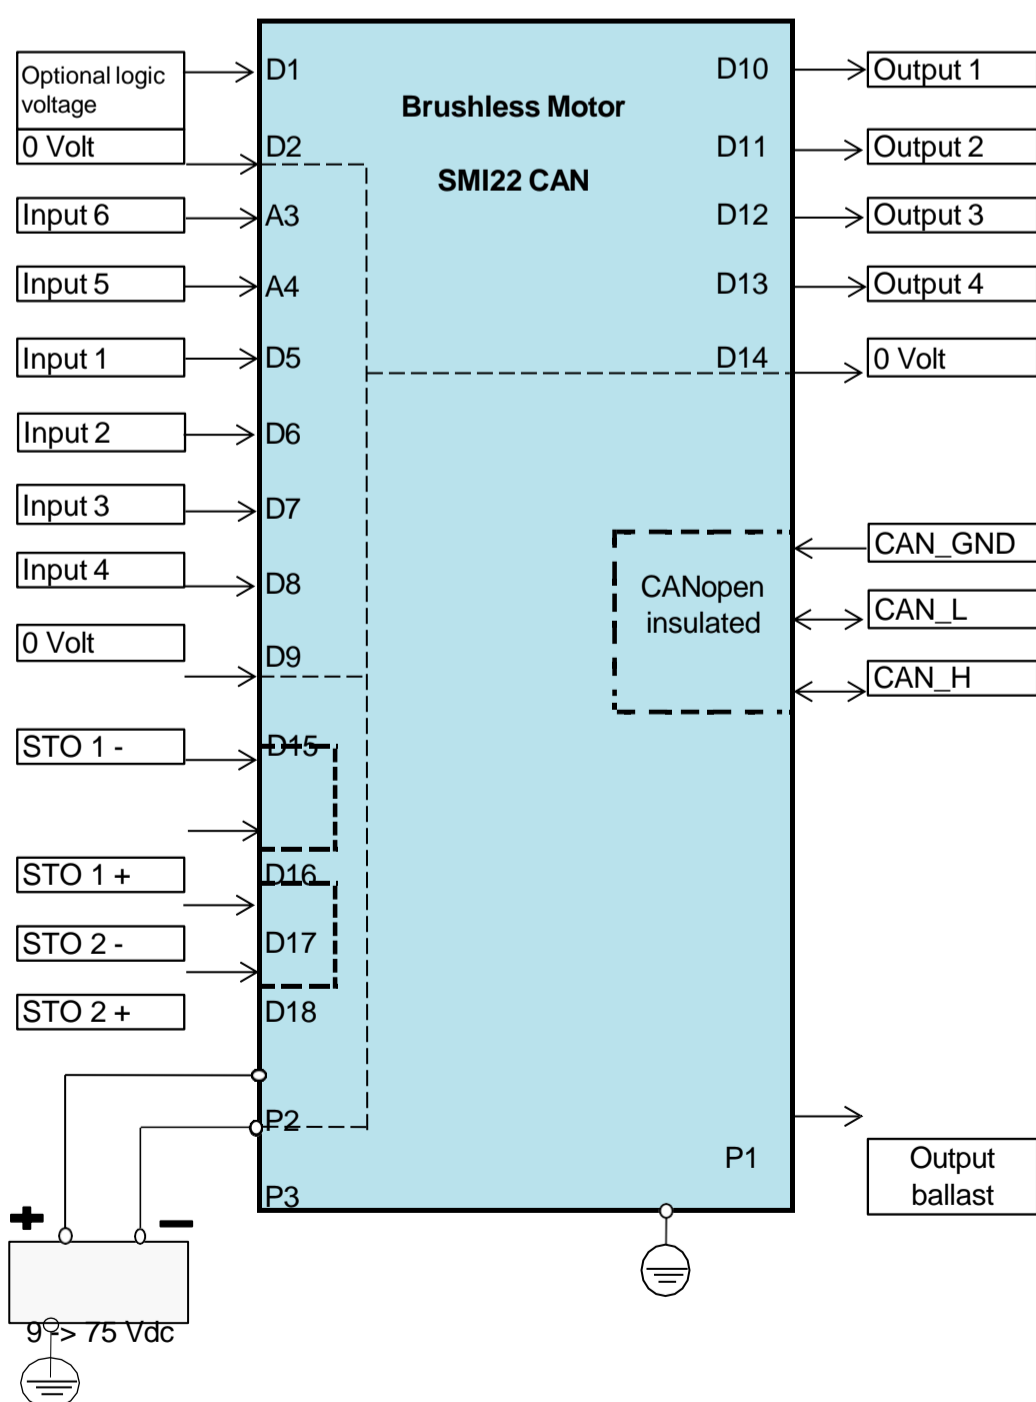 Optional logic
voltage
0 Volt
Input 6
Input 5
Input 1
Input 2
Input 3
Input 4
0 Volt
STO 1 -
STO 1 +
STO 2 -
STO 2 +
D1
D2
A3
A4
D5
D6
D7
D8
D9
D15
D16
D17
D18
P2
P3
Brushless Motor
SMI22 CAN
CANopen
insulated
D10
D11
D12
D13
D14
P1
Output 1
Output 2
Output 3
Output 4
0 Volt
CAN_GND
CAN_L
CAN_H
Output
ballast
+ −
9 -> 75 Vdc